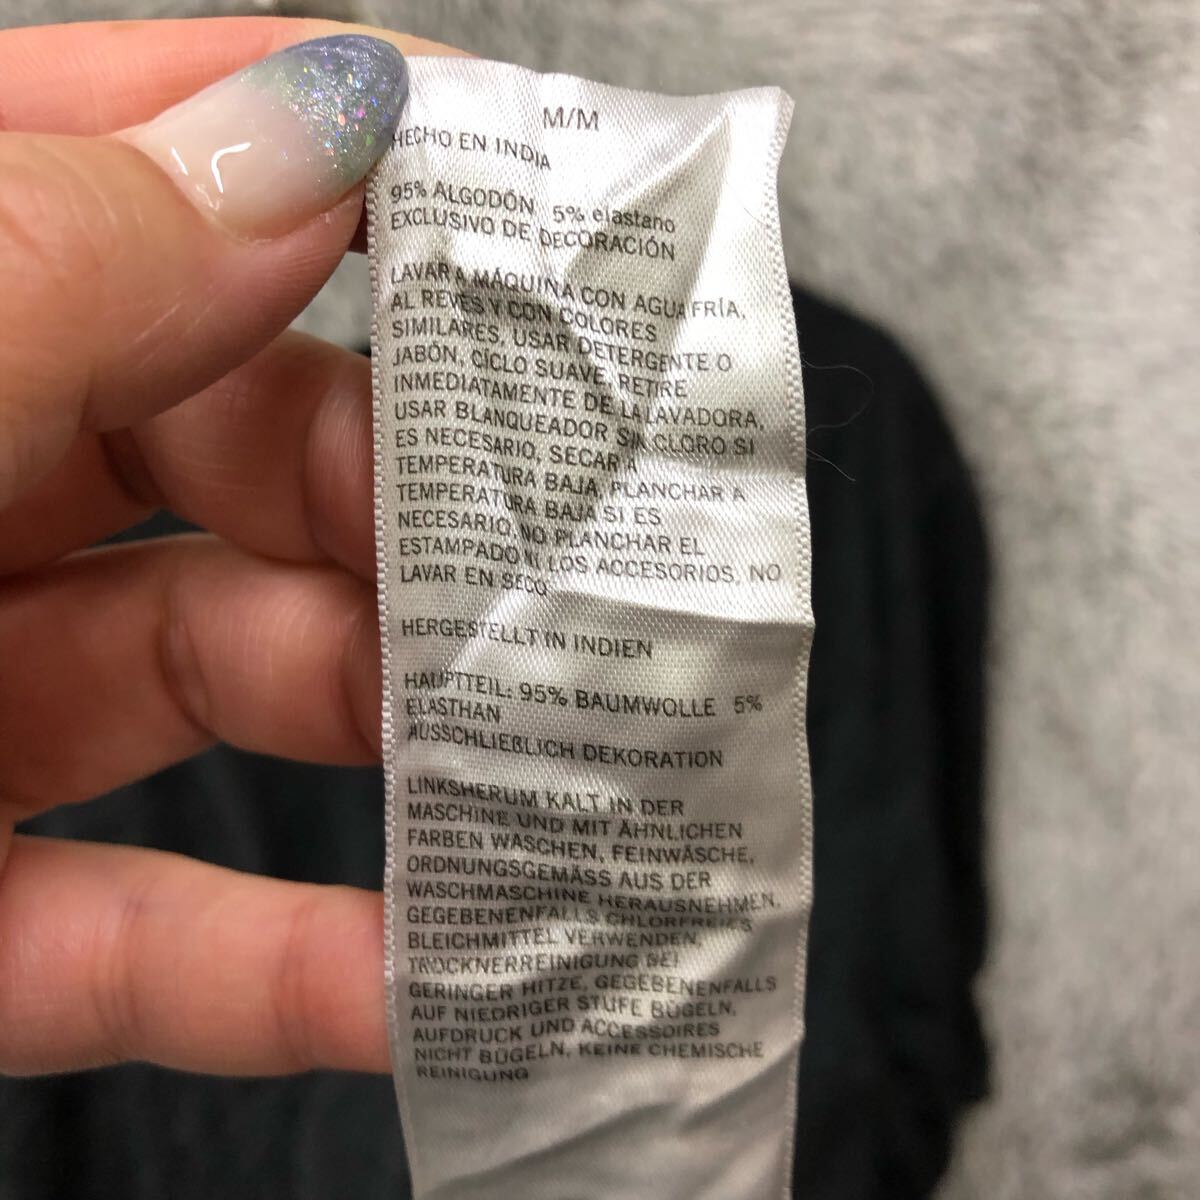 M/M
HECHO EN INDIA
95% ALGODÓN 5% elastano
EXCLUSIVO DE DECORACIÓN
LAVAR A MÁQUINA CON AGUA FRÍA,
AL REVES Y CON COLORES
SIMILARES, USAR DETERGENTE O
JABÓN, CICLO SUAVE, RETIRE
INMEDIATAMENTE DE LA LAVADORA,
USAR BLANQUEADOR SIN CLORO SI
ES NECESARIO, SECAR A
TEMPERATURA BAJA, PLANCHAR A
TEMPERATURA BAJA SI ES
NECESARIO, NO PLANCHAR EL
ESTAMPADO NI LOS ACCESORIOS, NO
LAVAR EN SECO
HERGESTELLT IN INDIEN
HAUPTTEIL: 95% BAUMWOLLE 5%
ELASTHAN
AUSSCHLIEßLICH DEKORATION
LINKSHERUM KALT IN DER
MASCHINE UND MIT ÄHNLICHEN
FARBEN WASCHEN, FEINWÄSCHE,
ORDNUNGSGEMÄSS AUS DER
WASCHMASCHINE HERAUSNEHMEN,
GEGEBENENFALLS CHLORFREIES
BLEICHMITTEL VERWENDEN,
TROCKNERREINIGUNG BEI
GERINGER HITZE, GEGEBENENFALLS
AUF NIEDRIGER STUFE BÜGELN,
AUFDRUCK UND ACCESSOIRES
NICHT BÜGELN, KEINE CHEMISCHE
REINIGUNG